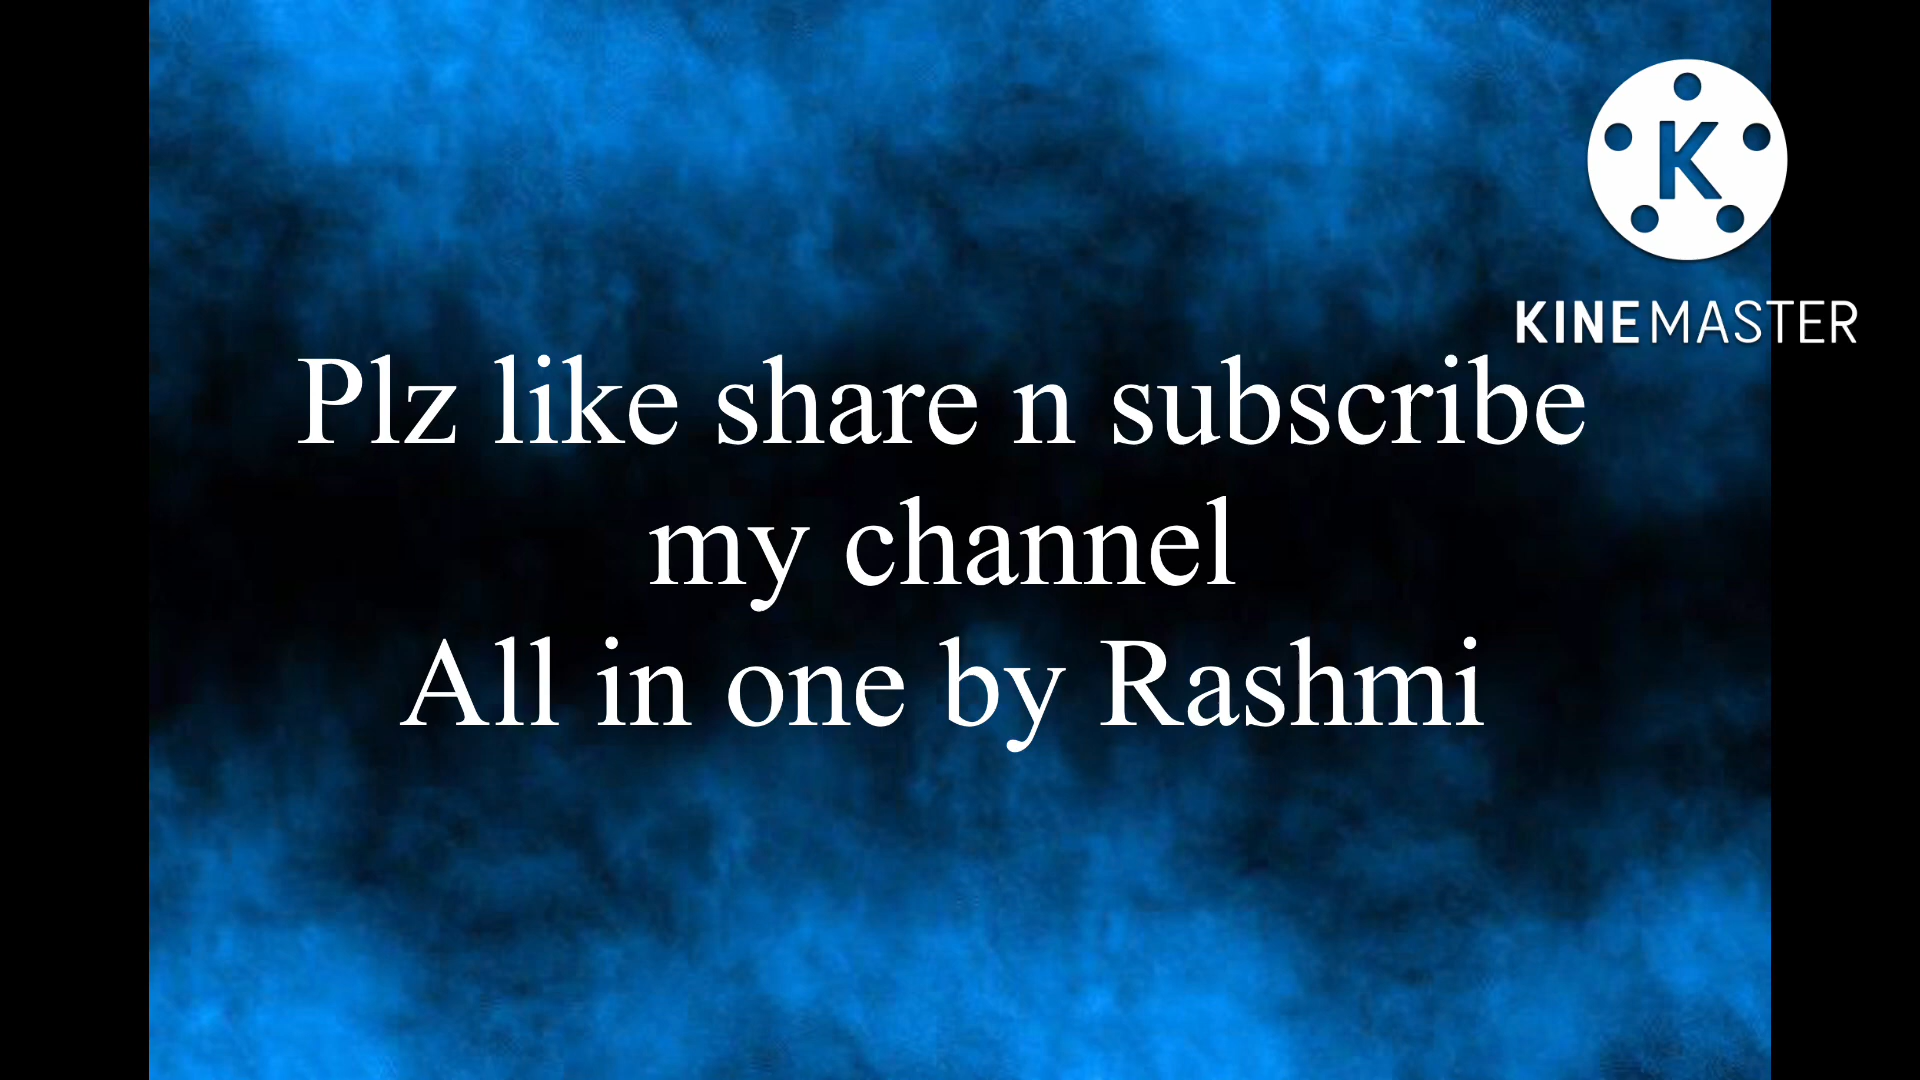 K
KINEMASTER
Plz like share n subscribe
my channel
All in one by Rashmi